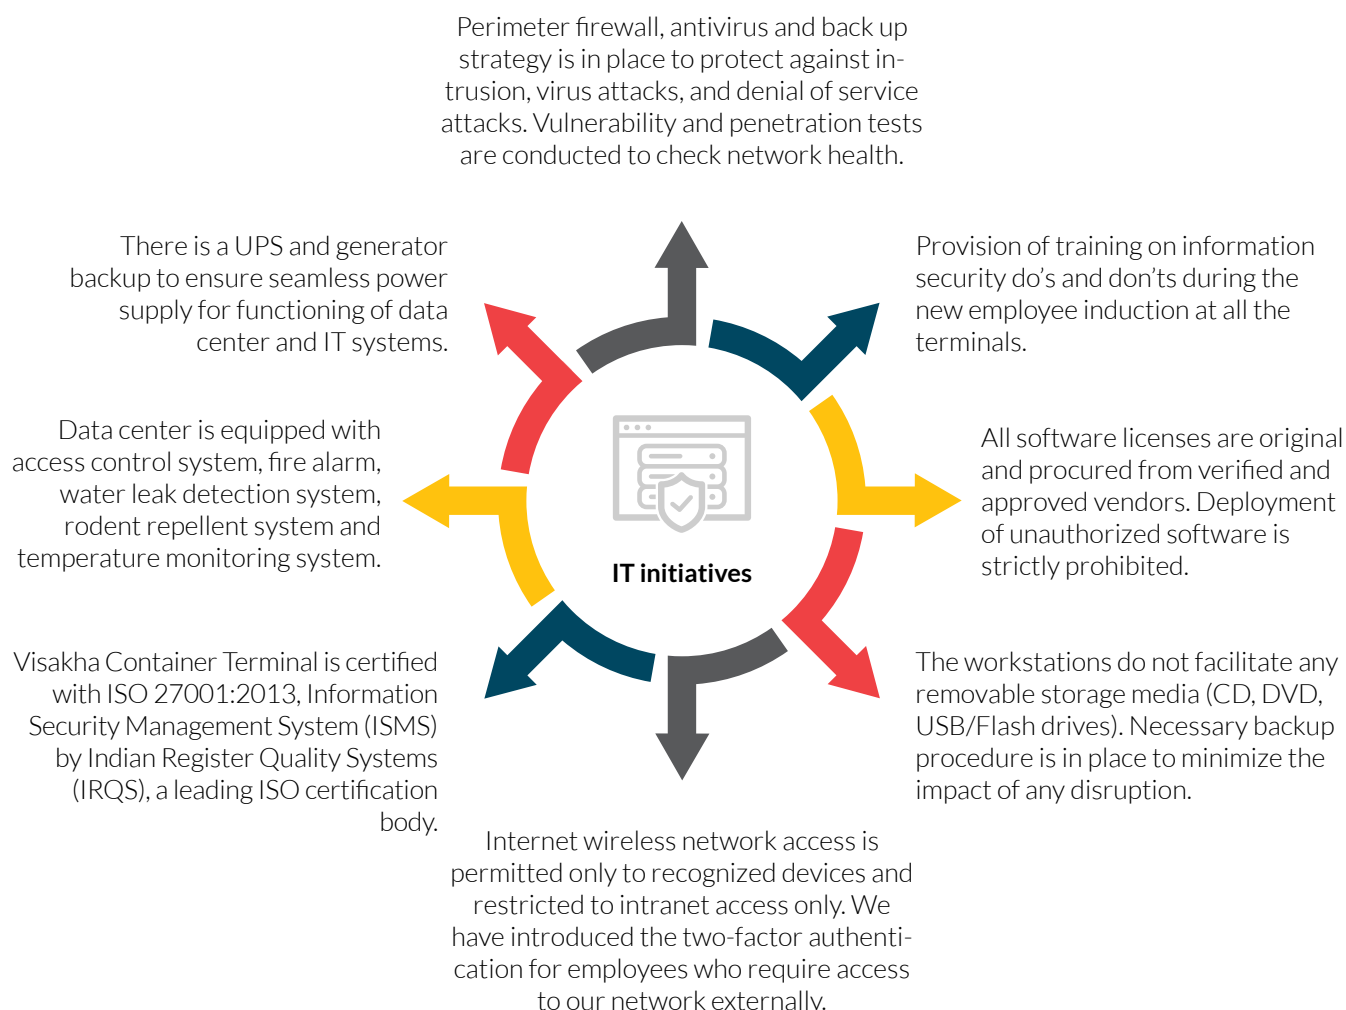 Perimeter firewall, antivirus and back up
strategy is in place to protect against in-
trusion, virus attacks, and denial of service
attacks. Vulnerability and penetration tests
are conducted to check network health.
There is a UPS and generator
backup to ensure seamless power
supply for functioning of data
center and IT systems.
Provision of training on information
security do’s and don’ts during the
new employee induction at all the
terminals.
Data center is equipped with
access control system, fire alarm,
water leak detection system,
rodent repellent system and
temperature monitoring system.
All software licenses are original
and procured from verified and
approved vendors. Deployment
of unauthorized software is
strictly prohibited.
IT initiatives
Visakha Container Terminal is certified
with ISO 27001:2013, Information
Security Management System (ISMS)
by Indian Register Quality Systems
(IRQS), a leading ISO certification
body.
The workstations do not facilitate any
removable storage media (CD, DVD,
USB/Flash drives). Necessary backup
procedure is in place to minimize the
impact of any disruption.
Internet wireless network access is
permitted only to recognized devices and
restricted to intranet access only. We
have introduced the two-factor authenti-
cation for employees who require access
to our network externally.